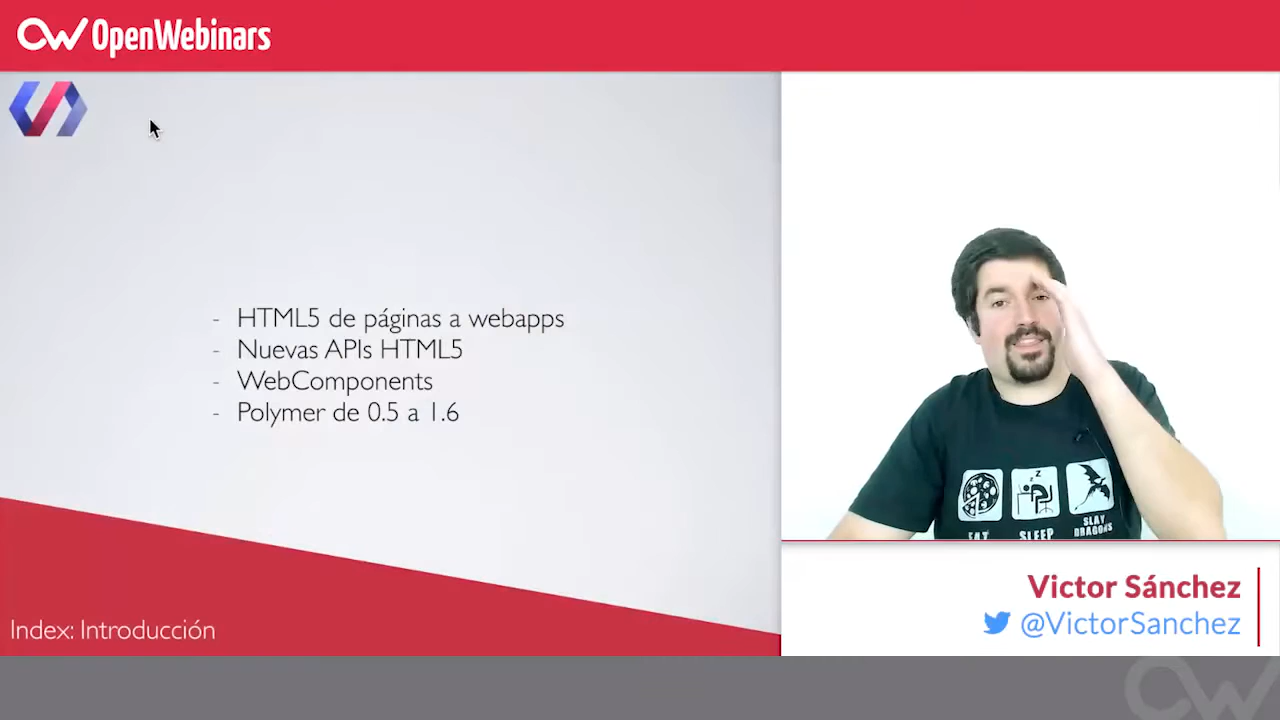 OpenWebinars
- HTML5 de páginas a webapps
- Nuevas APIs HTML5
- WebComponents
- Polymer de 0.5 a 1.6
Index: Introducción
Z Z Z
EAT
SLEEP
SLAY
DRAGONS
Victor Sánchez
@VictorSanchez